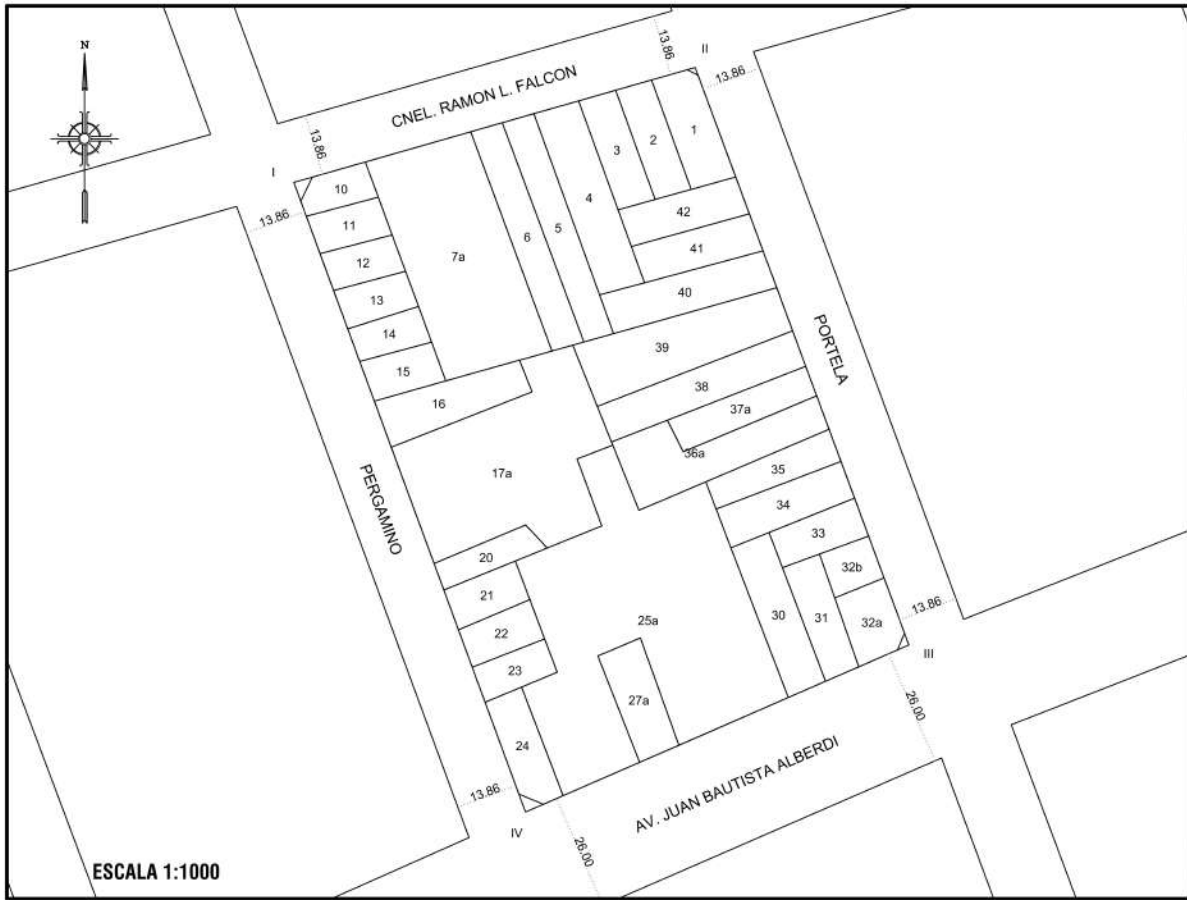 N
CNEL. RAMON L. FALCON
13.86
II
13.86
13.86
I
13.86
1
2
3
4
5
6
7a
10
11
12
13
14
15
16
17a
20
21
22
23
24
25a
27a
30
31
32a
32b
33
34
35
36a
37a
38
39
40
41
42
PORTELA
PERGAMINO
13.86
III
26.00
13.86
IV
26.00
AV. JUAN BAUTISTA ALBERDI
ESCALA 1:1000